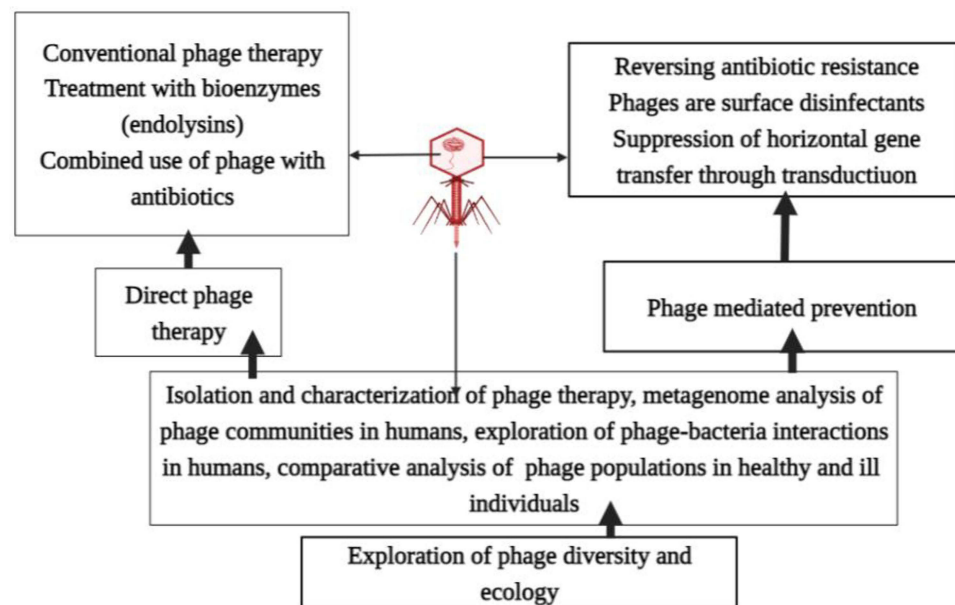 Conventional phage therapy
Treatment with bioenzymes
(endolysins)
Combined use of phage with
antibiotics
Reversing antibiotic resistance
Phages are surface disinfectants
Suppression of horizontal gene
transfer through transductiuon
Direct phage
therapy
Phage mediated prevention
Isolation and characterization of phage therapy, metagenome analysis of
phage communities in humans, exploration of phage-bacteria interactions
in humans, comparative analysis of phage populations in healthy and ill
individuals
Exploration of phage diversity and
ecology